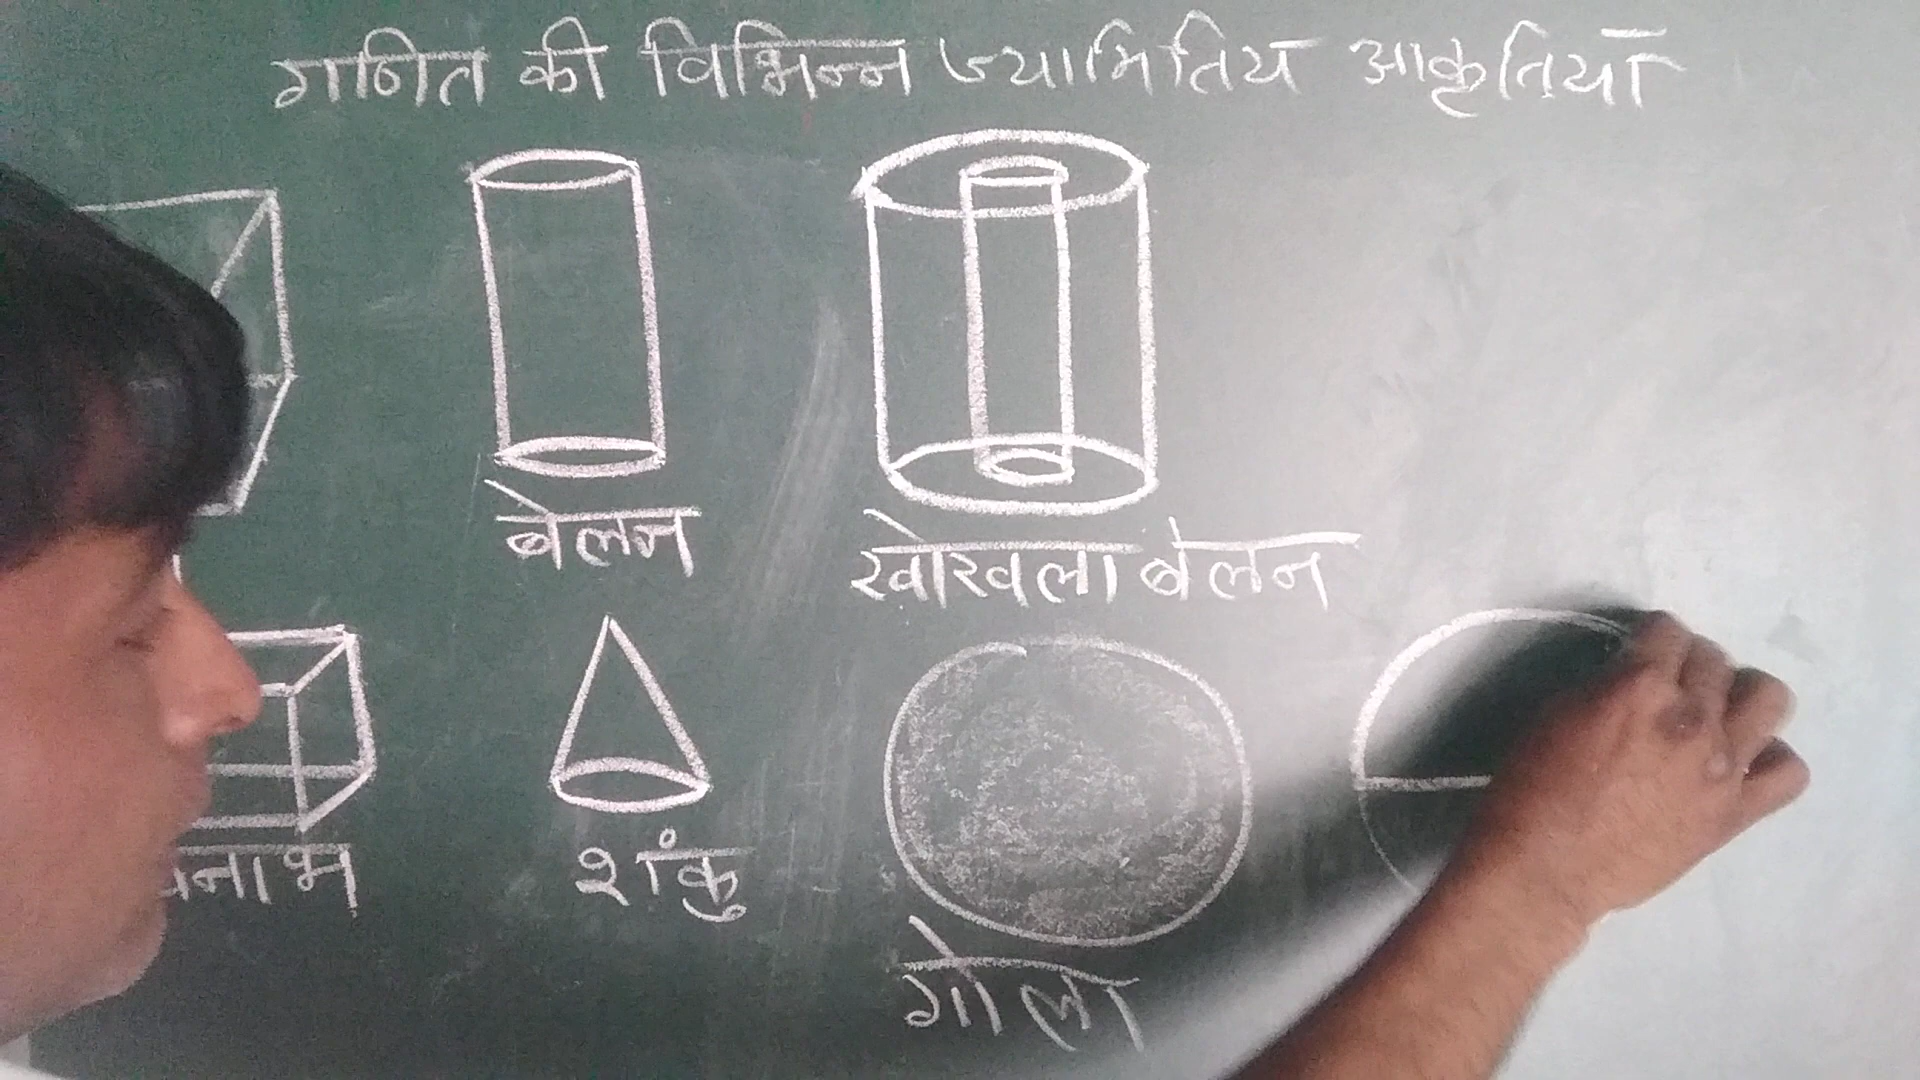 गणित की विभिन्न ज्यामितिय आकृतियाँ
बेलन
खोखला बेलन
शंकु
गोला